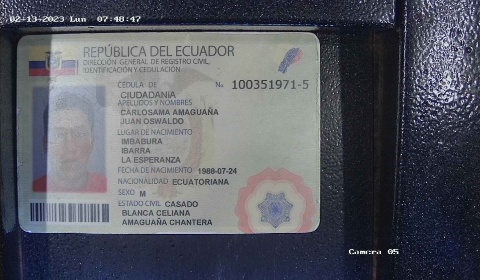 02-13-2023 Lun 07:48:47
REPÚBLICA DEL ECUADOR
DIRECCIÓN GENERAL DE REGISTRO CIVIL,
IDENTIFICACIÓN Y CEDULACIÓN
CÉDULA DE No. 100351971-5
CIUDADANÍA
APELLIDOS Y NOMBRES
CARLOSAMA AMAGUAÑA
JUAN OSWALDO
LUGAR DE NACIMIENTO
IMBABURA
IBARRA
LA ESPERANZA
FECHA DE NACIMIENTO 1988-07-24
NACIONALIDAD ECUATORIANA
SEXO M
ESTADO CIVIL CASADO
BLANCA CELIANA
AMAGUAÑA CHANTERA
Camera 05